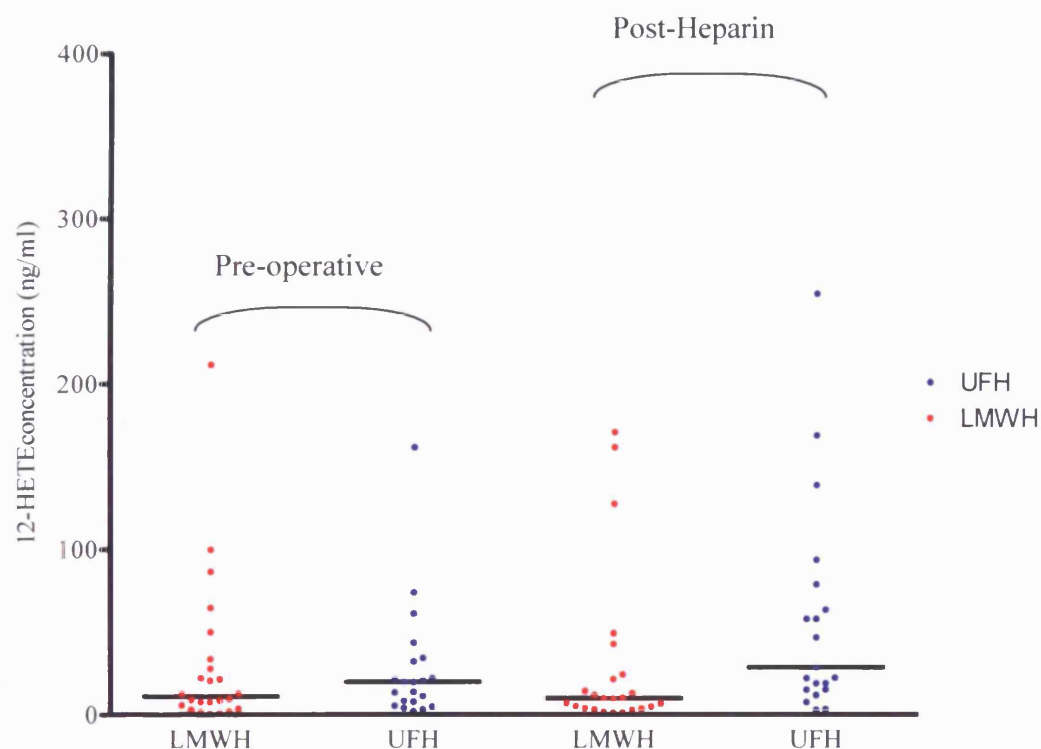 Post-Heparin
400
300
Pre-operative
200
100
0
12-HETEconcentration (ng/ml)
UFH
LMWH
LMWH
UFH
LMWH
UFH